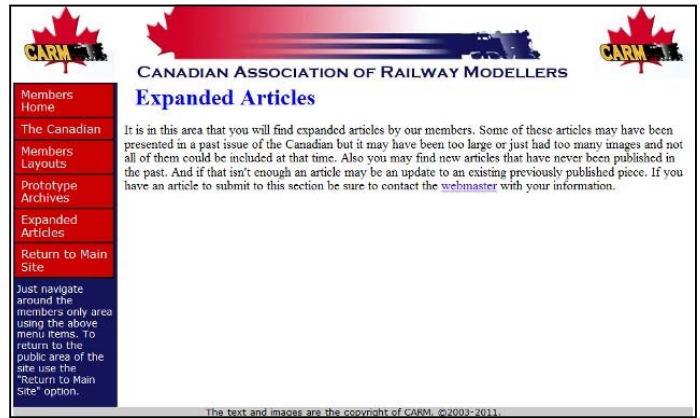 CARM
CARM
CANADIAN ASSOCIATION OF RAILWAY MODELLERS
Members
Home
The Canadian
Members
Layouts
Prototype
Archives
Expanded
Articles
Return to Main
Site
Just navigate
around the
members only area
using the above
menu items. To
return to the
public area of the
site use the
"Return to Main
Site" option.
Expanded Articles
It is in this area that you will find expanded articles by our members. Some of these articles may have been
presented in a past issue of the Canadian but it may have been too large or just had too many images and not
all of them could be included at that time. Also you may find new articles that have never been published in
the past. And if that isn't enough an article may be an update to an existing previously published piece. If you
have an article to submit to this section be sure to contact the webmaster with your information.
The text and images are the copyright of CARM, ©2003-2011.